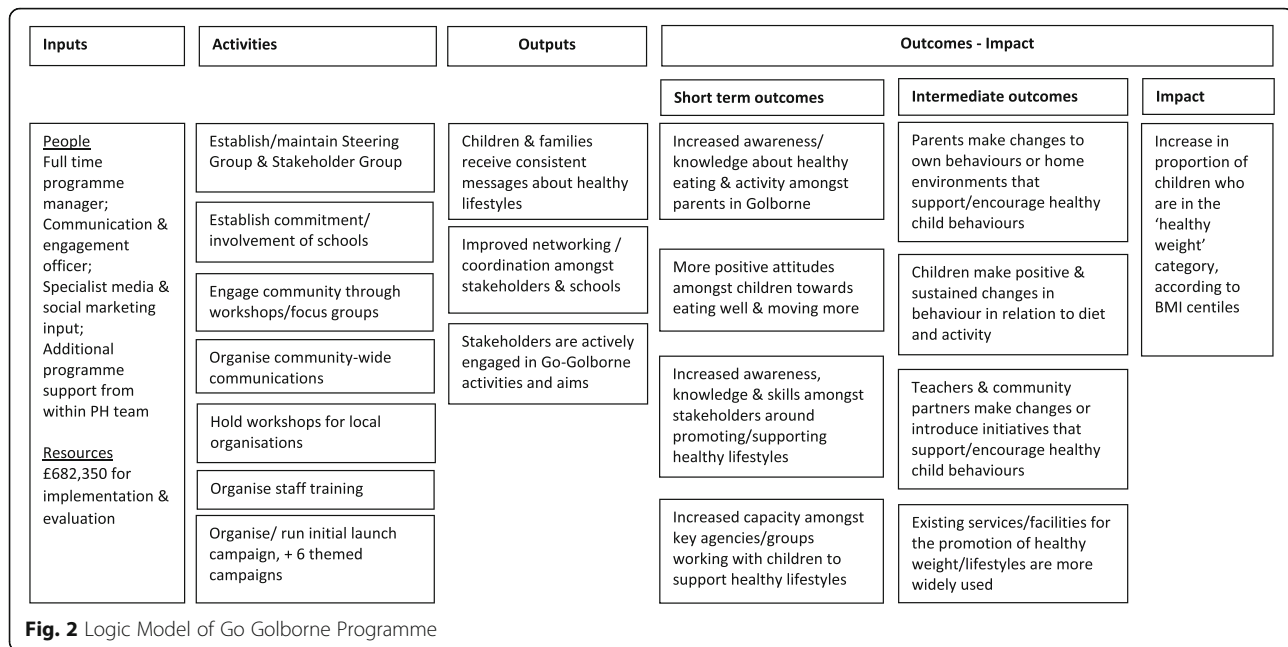 Inputs
Activities
Outputs
Outcomes - Impact
Short term outcomes
Intermediate outcomes
Impact
People
Full time
programme
manager;
Communication &
engagement
officer;
Specialist media &
social marketing
input;
Additional
programme
support from
within PH team
Resources
£682,350 for
implementation &
evaluation
Establish/maintain Steering
Group & Stakeholder Group
Establish commitment/
involvement of schools
Engage community through
workshops/focus groups
Organise community-wide
communications
Hold workshops for local
organisations
Organise staff training
Organise/ run initial launch
campaign, + 6 themed
campaigns
Children & families
receive consistent
messages about healthy
lifestyles
Improved networking /
coordination amongst
stakeholders & schools
Stakeholders are actively
engaged in Go-Golborne
activities and aims
Increased awareness/
knowledge about healthy
eating & activity amongst
parents in Golborne
More positive attitudes
amongst children towards
eating well & moving more
Increased awareness,
knowledge & skills amongst
stakeholders around
promoting/supporting
healthy lifestyles
Increased capacity amongst
key agencies/groups
working with children to
support healthy lifestyles
Parents make changes to
own behaviours or home
environments that
support/encourage healthy
child behaviours
Children make positive &
sustained changes in
behaviour in relation to diet
and activity
Teachers & community
partners make changes or
introduce initiatives that
support/encourage healthy
child behaviours
Existing services/facilities for
the promotion of healthy
weight/lifestyles are more
widely used
Increase in
proportion of
children who
are in the
‘healthy
weight’
category,
according to
BMI centiles
Fig. 2 Logic Model of Go Golborne Programme